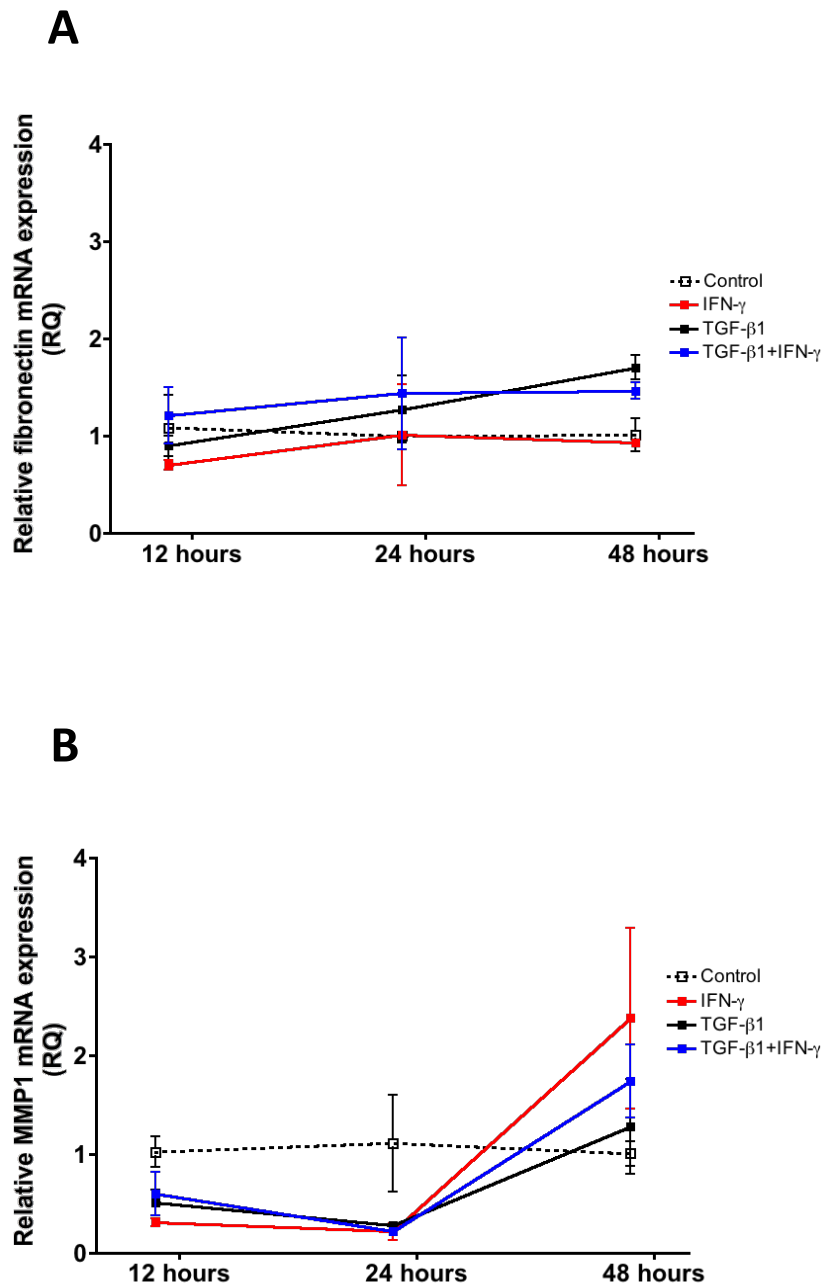 A
Relative fibronectin mRNA expression
(RQ)
4
3
2
1
0
12 hours
24 hours
48 hours
Control
IFN-γ
TGF-β1
TGF-β1+IFN-γ
B
Relative MMP1 mRNA expression
(RQ)
4
3
2
1
0
12 hours
24 hours
48 hours
Control
IFN-γ
TGF-β1
TGF-β1+IFN-γ